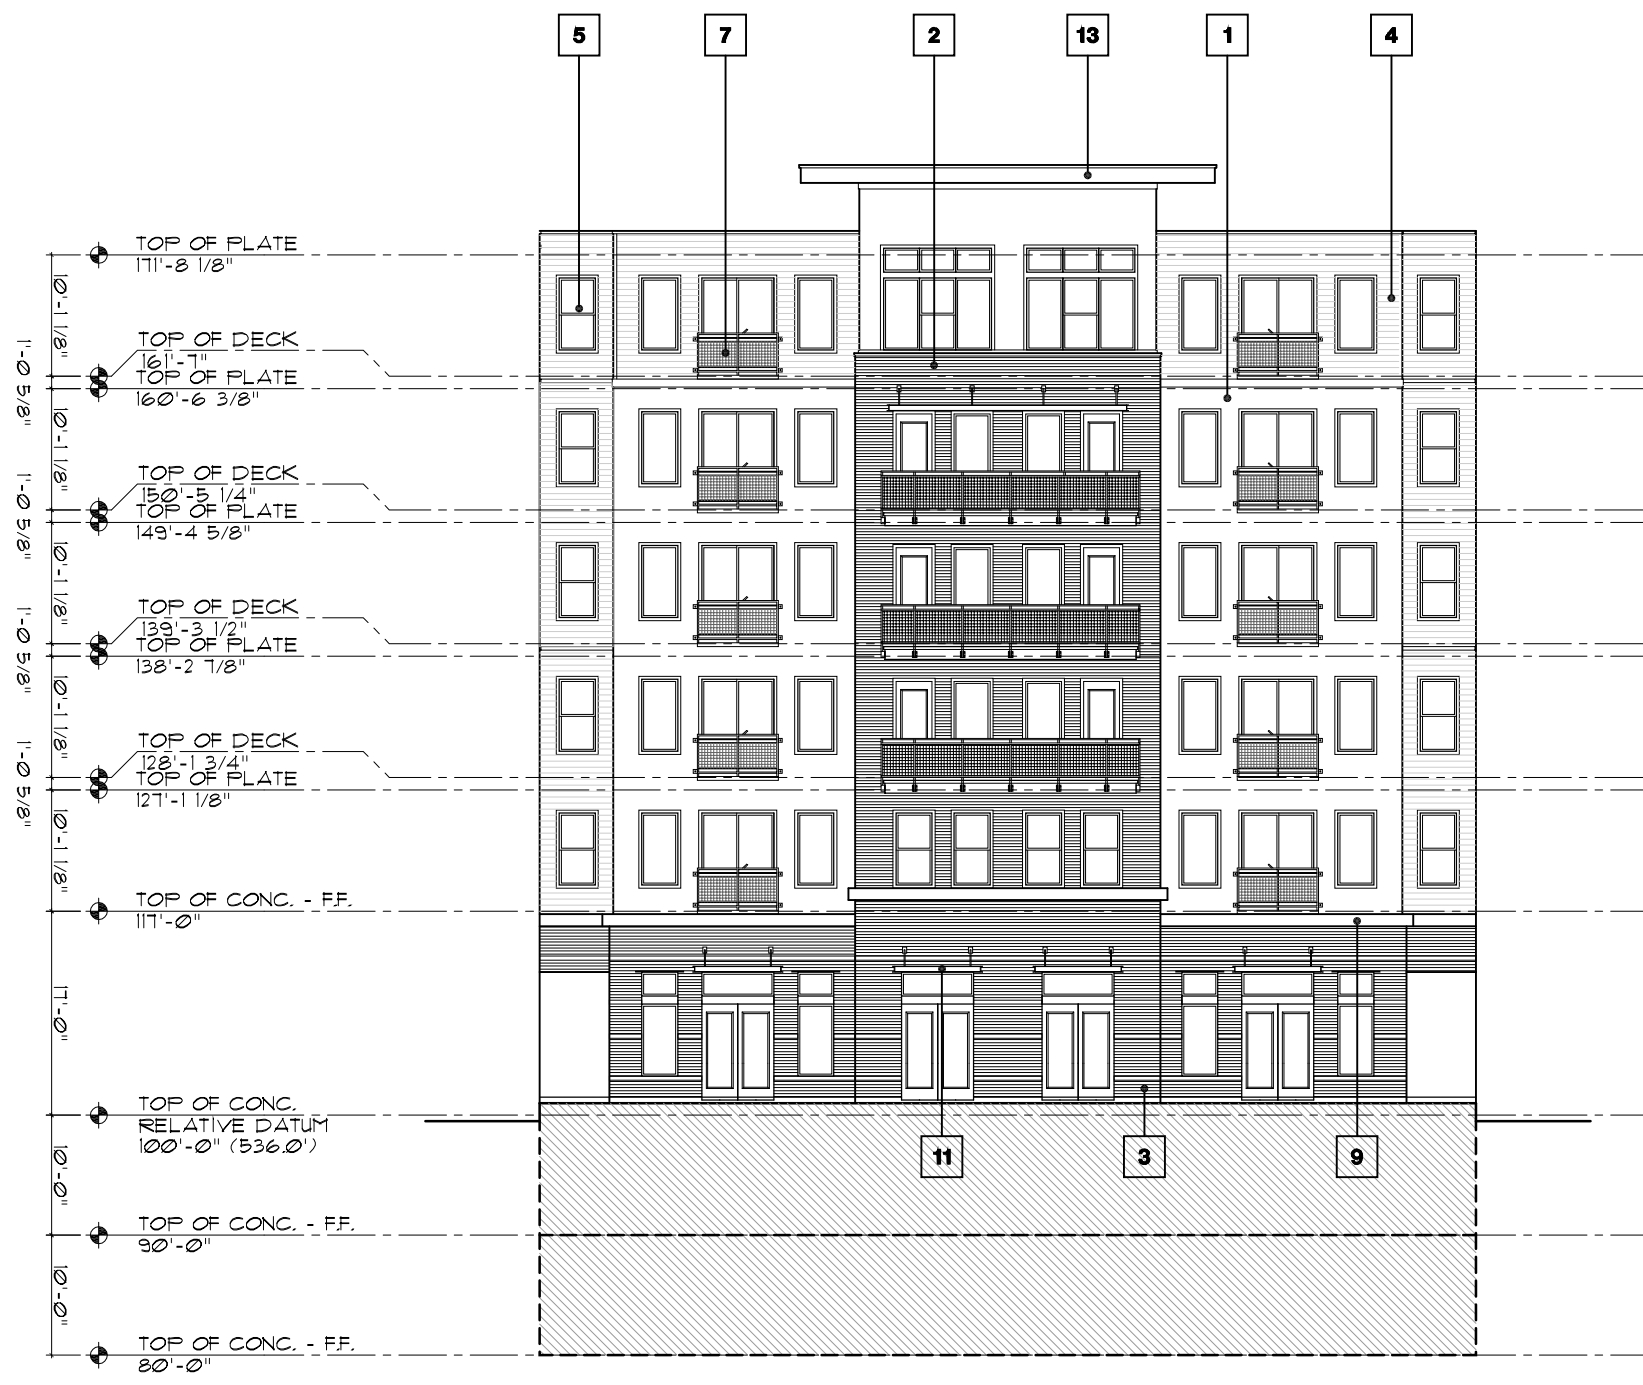 5 7 2 13 1 4
TOP OF PLATE
171'-8 1/8"
10'-1 1/8"
TOP OF DECK
161'-7"
1'-0 5/8"
TOP OF PLATE
160'-6 3/8"
10'-1 1/8"
TOP OF DECK
150'-5 1/4"
1'-0 5/8"
TOP OF PLATE
149'-4 5/8"
10'-1 1/8"
TOP OF DECK
139'-3 1/2"
1'-0 5/8"
TOP OF PLATE
138'-2 7/8"
10'-1 1/8"
TOP OF DECK
128'-1 3/4"
1'-0 5/8"
TOP OF PLATE
127'-1 1/8"
10'-1 1/8"
TOP OF CONC. - F.F.
117'-0"
17'-0"
TOP OF CONC.
RELATIVE DATUM
100'-0" (536.0')
11 3 9
10'-0"
TOP OF CONC. - F.F.
90'-0"
10'-0"
TOP OF CONC. - F.F.
80'-0"